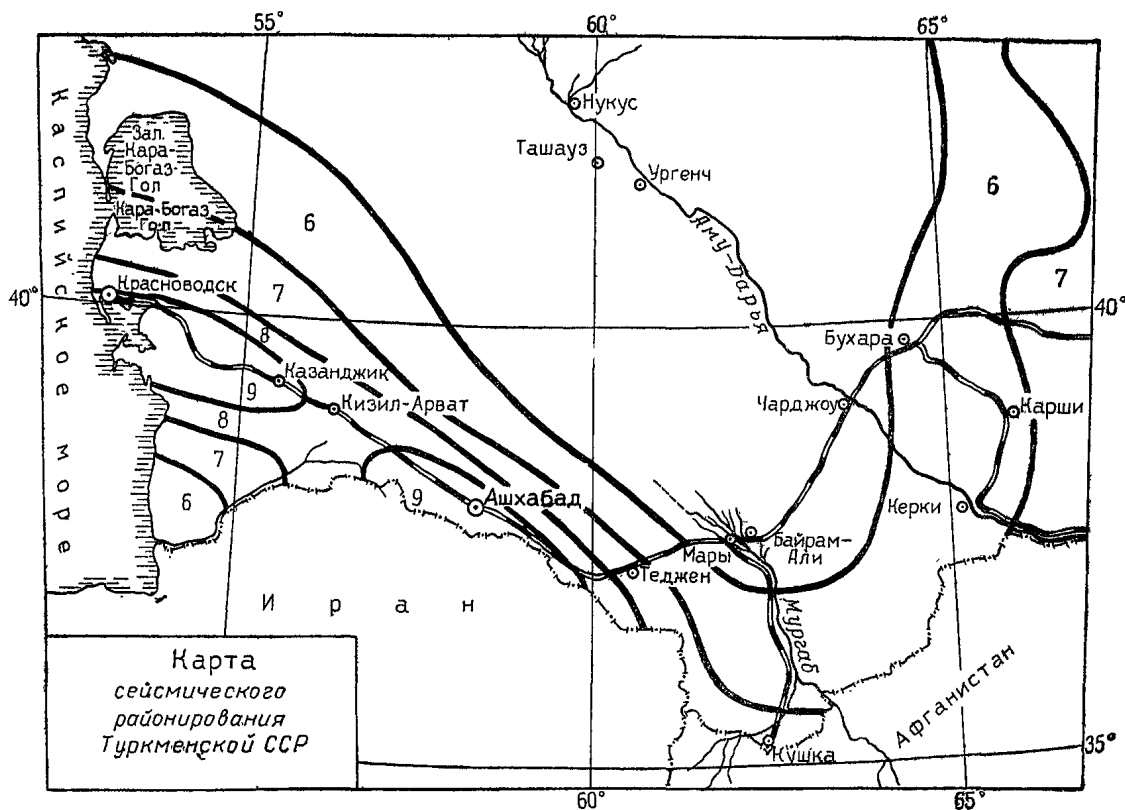 55°
60°
65°
Каспийское море
Зал.
Кара-
Богаз-
Гол
Кара-Богаз
Гол
Нукус
Ташауз
Ургенч
Аму-Дарья
6
6
7
7
40°
40°
Красноводск
8
Казанджик
9
Кизил-Арват
8
7
6
9
Ашхабад
Бухара
Чарджоу
Карши
Керки
Байрам-
Али
Мары
Теджен
Мургаб
Иран
Афганистан
Кушка
35°
60°
65°
Карта
сейсмического
районирования
Туркменской ССР